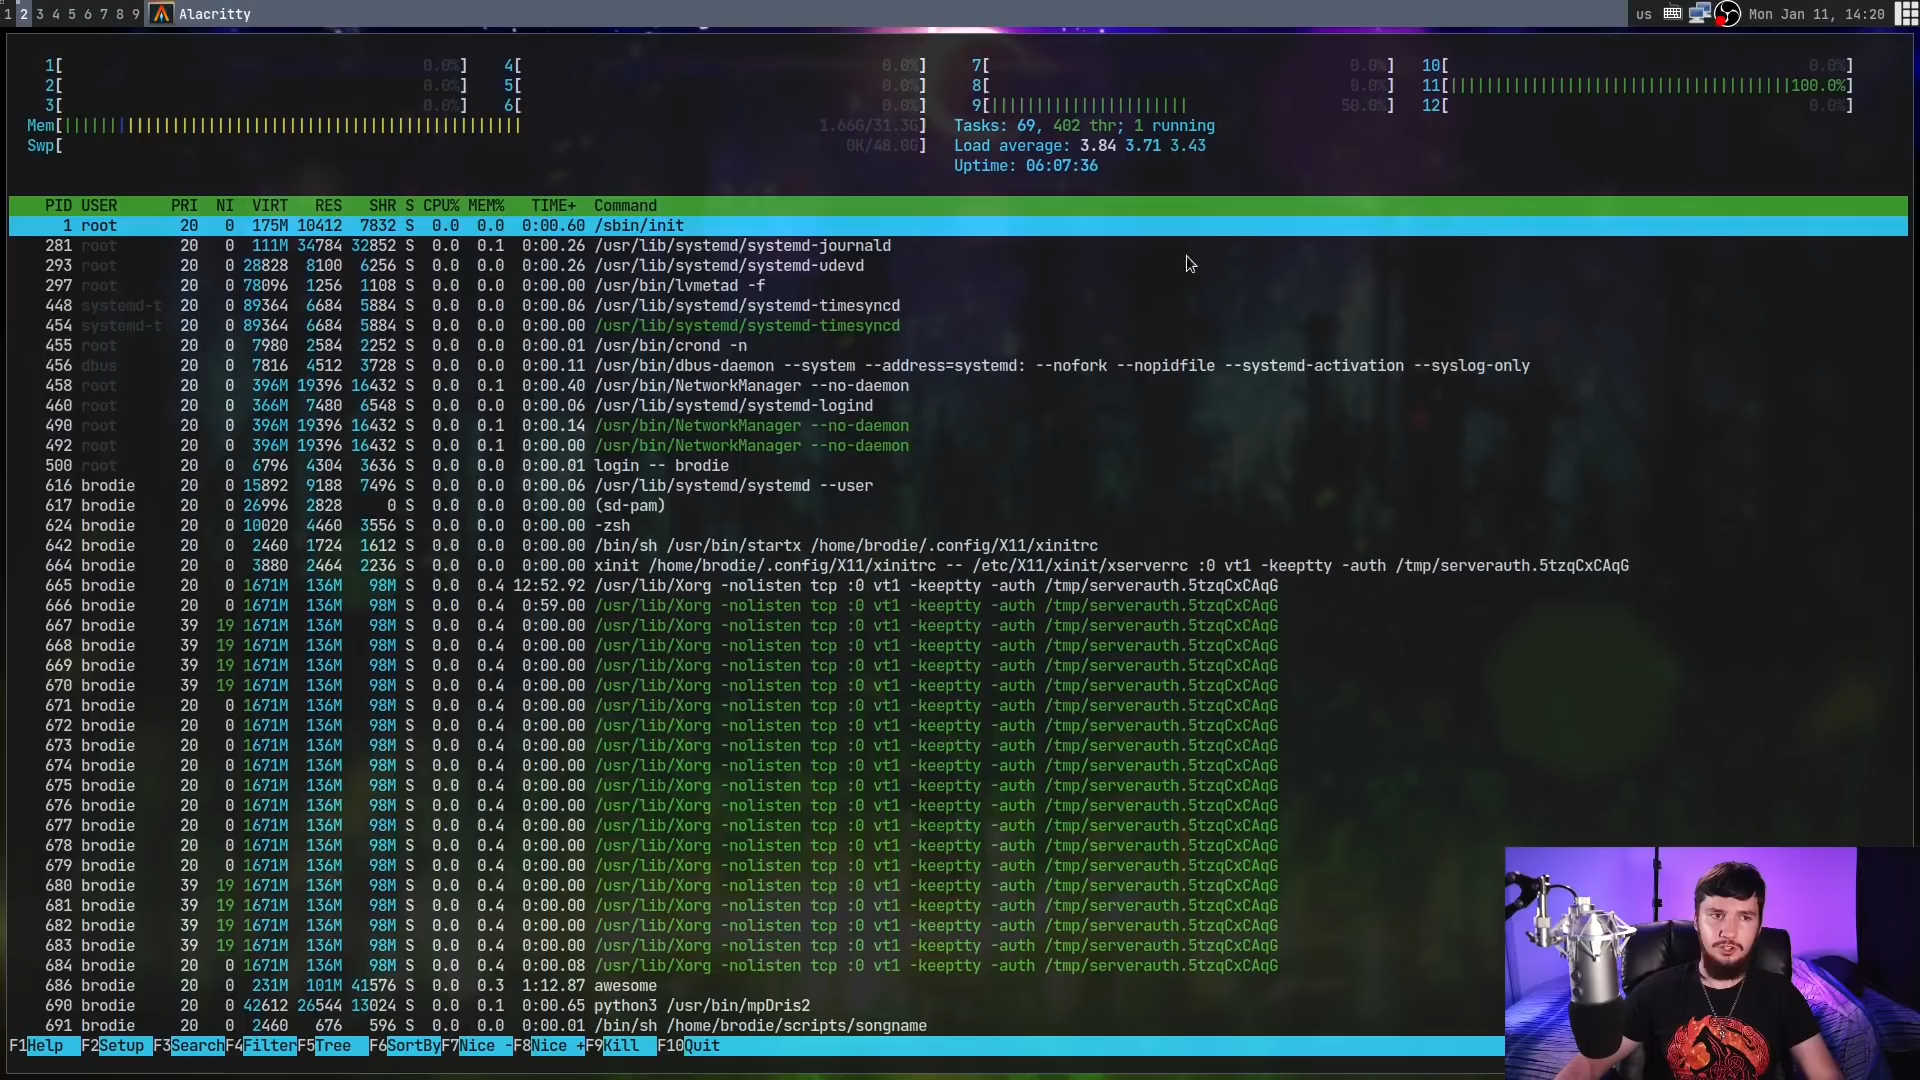 1 2 3 4 5 6 7 8 9 Alacritty us Mon Jan 11, 14:20
1[ 0.0%] 4[ 0.0%] 7[ 0.0%] 10[ 0.0%]
2[ 0.0%] 5[ 0.0%] 8[ 0.0%] 11[||||||||||||||||||||||||||||||||||||||100.0%]
3[ 0.0%] 6[ 0.0%] 9[|||||||||||||||||||||| 50.0%] 12[ 0.0%]
Mem[||||||||||||||||||||||||||||||||||||||||||||||||||| 1.66G/31.3G] Tasks: 69, 402 thr; 1 running
Swp[ 0K/48.0G] Load average: 3.84 3.71 3.43
Uptime: 06:07:36
PID USER PRI NI VIRT RES SHR S CPU% MEM% TIME+ Command
1 root 20 0 175M 10412 7832 S 0.0 0.0 0:00.60 /sbin/init
281 root 20 0 111M 34784 32852 S 0.0 0.1 0:00.26 /usr/lib/systemd/systemd-journald
293 root 20 0 28828 8100 6256 S 0.0 0.0 0:00.26 /usr/lib/systemd/systemd-udevd
297 root 20 0 78096 1256 1108 S 0.0 0.0 0:00.00 /usr/bin/lvmetad -f
448 systemd-t 20 0 89364 6684 5884 S 0.0 0.0 0:00.06 /usr/lib/systemd/systemd-timesyncd
454 systemd-t 20 0 89364 6684 5884 S 0.0 0.0 0:00.00 /usr/lib/systemd/systemd-timesyncd
455 root 20 0 7980 2584 2252 S 0.0 0.0 0:00.01 /usr/bin/crond -n
456 dbus 20 0 7816 4512 3728 S 0.0 0.0 0:00.11 /usr/bin/dbus-daemon --system --address=systemd: --nofork --nopidfile --systemd-activation --syslog-only
458 root 20 0 396M 19396 16432 S 0.0 0.1 0:00.40 /usr/bin/NetworkManager --no-daemon
460 root 20 0 366M 7480 6548 S 0.0 0.0 0:00.06 /usr/lib/systemd/systemd-logind
490 root 20 0 396M 19396 16432 S 0.0 0.1 0:00.14 /usr/bin/NetworkManager --no-daemon
492 root 20 0 396M 19396 16432 S 0.0 0.1 0:00.00 /usr/bin/NetworkManager --no-daemon
500 root 20 0 6796 4304 3636 S 0.0 0.0 0:00.01 login -- brodie
616 brodie 20 0 15892 9188 7496 S 0.0 0.0 0:00.06 /usr/lib/systemd/systemd --user
617 brodie 20 0 26996 2828 0 S 0.0 0.0 0:00.00 (sd-pam)
624 brodie 20 0 10020 4460 3556 S 0.0 0.0 0:00.00 -zsh
642 brodie 20 0 2460 1724 1612 S 0.0 0.0 0:00.00 /bin/sh /usr/bin/startx /home/brodie/.config/X11/xinitrc
664 brodie 20 0 3880 2464 2236 S 0.0 0.0 0:00.00 xinit /home/brodie/.config/X11/xinitrc -- /etc/X11/xinit/xserverrc :0 vt1 -keeptty -auth /tmp/serverauth.5tzqCxCAqG
665 brodie 20 0 1671M 136M 98M S 0.0 0.4 12:52.92 /usr/lib/Xorg -nolisten tcp :0 vt1 -keeptty -auth /tmp/serverauth.5tzqCxCAqG
666 brodie 20 0 1671M 136M 98M S 0.0 0.4 0:59.00 /usr/lib/Xorg -nolisten tcp :0 vt1 -keeptty -auth /tmp/serverauth.5tzqCxCAqG
667 brodie 39 19 1671M 136M 98M S 0.0 0.4 0:00.00 /usr/lib/Xorg -nolisten tcp :0 vt1 -keeptty -auth /tmp/serverauth.5tzqCxCAqG
668 brodie 39 19 1671M 136M 98M S 0.0 0.4 0:00.00 /usr/lib/Xorg -nolisten tcp :0 vt1 -keeptty -auth /tmp/serverauth.5tzqCxCAqG
669 brodie 39 19 1671M 136M 98M S 0.0 0.4 0:00.00 /usr/lib/Xorg -nolisten tcp :0 vt1 -keeptty -auth /tmp/serverauth.5tzqCxCAqG
670 brodie 39 19 1671M 136M 98M S 0.0 0.4 0:00.00 /usr/lib/Xorg -nolisten tcp :0 vt1 -keeptty -auth /tmp/serverauth.5tzqCxCAqG
671 brodie 20 0 1671M 136M 98M S 0.0 0.4 0:00.00 /usr/lib/Xorg -nolisten tcp :0 vt1 -keeptty -auth /tmp/serverauth.5tzqCxCAqG
672 brodie 20 0 1671M 136M 98M S 0.0 0.4 0:00.00 /usr/lib/Xorg -nolisten tcp :0 vt1 -keeptty -auth /tmp/serverauth.5tzqCxCAqG
673 brodie 20 0 1671M 136M 98M S 0.0 0.4 0:00.00 /usr/lib/Xorg -nolisten tcp :0 vt1 -keeptty -auth /tmp/serverauth.5tzqCxCAqG
674 brodie 20 0 1671M 136M 98M S 0.0 0.4 0:00.00 /usr/lib/Xorg -nolisten tcp :0 vt1 -keeptty -auth /tmp/serverauth.5tzqCxCAqG
675 brodie 20 0 1671M 136M 98M S 0.0 0.4 0:00.00 /usr/lib/Xorg -nolisten tcp :0 vt1 -keeptty -auth /tmp/serverauth.5tzqCxCAqG
676 brodie 20 0 1671M 136M 98M S 0.0 0.4 0:00.00 /usr/lib/Xorg -nolisten tcp :0 vt1 -keeptty -auth /tmp/serverauth.5tzqCxCAqG
677 brodie 20 0 1671M 136M 98M S 0.0 0.4 0:00.00 /usr/lib/Xorg -nolisten tcp :0 vt1 -keeptty -auth /tmp/serverauth.5tzqCxCAqG
678 brodie 20 0 1671M 136M 98M S 0.0 0.4 0:00.00 /usr/lib/Xorg -nolisten tcp :0 vt1 -keeptty -auth /tmp/serverauth.5tzqCxCAqG
679 brodie 20 0 1671M 136M 98M S 0.0 0.4 0:00.00 /usr/lib/Xorg -nolisten tcp :0 vt1 -keeptty -auth /tmp/serverauth.5tzqCxCAqG
680 brodie 39 19 1671M 136M 98M S 0.0 0.4 0:00.00 /usr/lib/Xorg -nolisten tcp :0 vt1 -keeptty -auth /tmp/serverauth.5tzqCxCAqG
681 brodie 39 19 1671M 136M 98M S 0.0 0.4 0:00.00 /usr/lib/Xorg -nolisten tcp :0 vt1 -keeptty -auth /tmp/serverauth.5tzqCxCAqG
682 brodie 39 19 1671M 136M 98M S 0.0 0.4 0:00.00 /usr/lib/Xorg -nolisten tcp :0 vt1 -keeptty -auth /tmp/serverauth.5tzqCxCAqG
683 brodie 39 19 1671M 136M 98M S 0.0 0.4 0:00.00 /usr/lib/Xorg -nolisten tcp :0 vt1 -keeptty -auth /tmp/serverauth.5tzqCxCAqG
684 brodie 20 0 1671M 136M 98M S 0.0 0.4 0:00.08 /usr/lib/Xorg -nolisten tcp :0 vt1 -keeptty -auth /tmp/serverauth.5tzqCxCAqG
686 brodie 20 0 231M 101M 41576 S 0.0 0.3 1:12.87 awesome
690 brodie 20 0 42612 26544 13024 S 0.0 0.1 0:00.65 python3 /usr/bin/mpDris2
691 brodie 20 0 2460 676 596 S 0.0 0.0 0:00.01 /bin/sh /home/brodie/scripts/songname
F1Help F2Setup F3SearchF4FilterF5Tree F6SortByF7Nice -F8Nice +F9Kill F10Quit